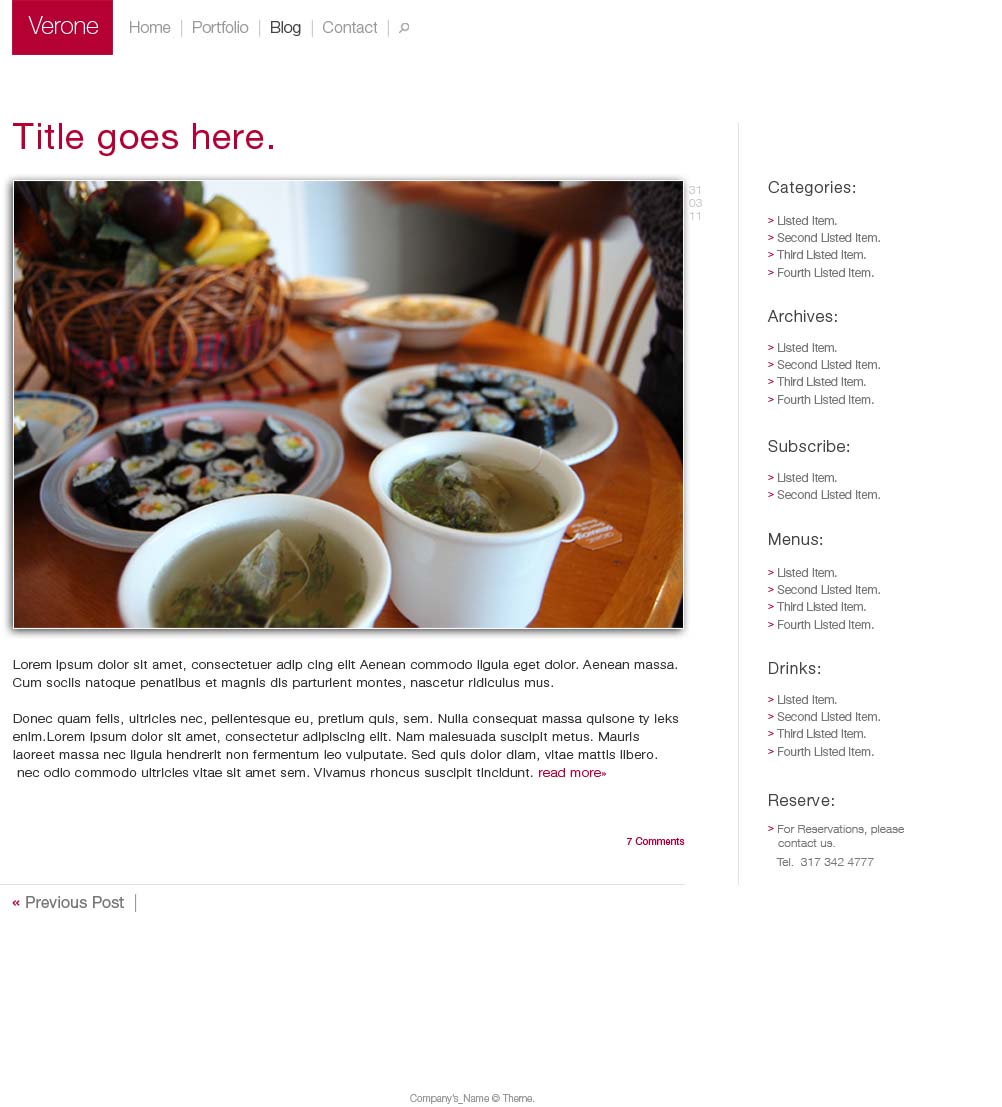 Verone
Home | Portfolio | Blog | Contact |
Title goes here.
31
03
11
Lorem ipsum dolor sit amet, consectetuer adip cing elit Aenean commodo ligula eget dolor. Aenean massa.
Cum sociis natoque penatibus et magnis dis parturient montes, nascetur ridiculus mus.
Donec quam felis, ultricies nec, pellentesque eu, pretium quis, sem. Nulla consequat massa quisone ty leks
enim.Lorem ipsum dolor sit amet, consectetur adipiscing elit. Nam malesuada suscipit metus. Mauris
laoreet massa nec ligula hendrerit non fermentum leo vulputate. Sed quis dolor diam, vitae mattis libero.
nec odio commodo ultricies vitae sit amet sem. Vivamus rhoncus suscipit tincidunt. read more»
7 Comments
« Previous Post |
Categories:
> Listed Item.
> Second Listed Item.
> Third Listed Item.
> Fourth Listed Item.
Archives:
> Listed Item.
> Second Listed Item.
> Third Listed Item.
> Fourth Listed Item.
Subscribe:
> Listed Item.
> Second Listed Item.
Menus:
> Listed Item.
> Second Listed Item.
> Third Listed Item.
> Fourth Listed Item.
Drinks:
> Listed Item.
> Second Listed Item.
> Third Listed Item.
> Fourth Listed Item.
Reserve:
> For Reservations, please
contact us.
Tel. 317 342 4777
Company's_Name © Theme.